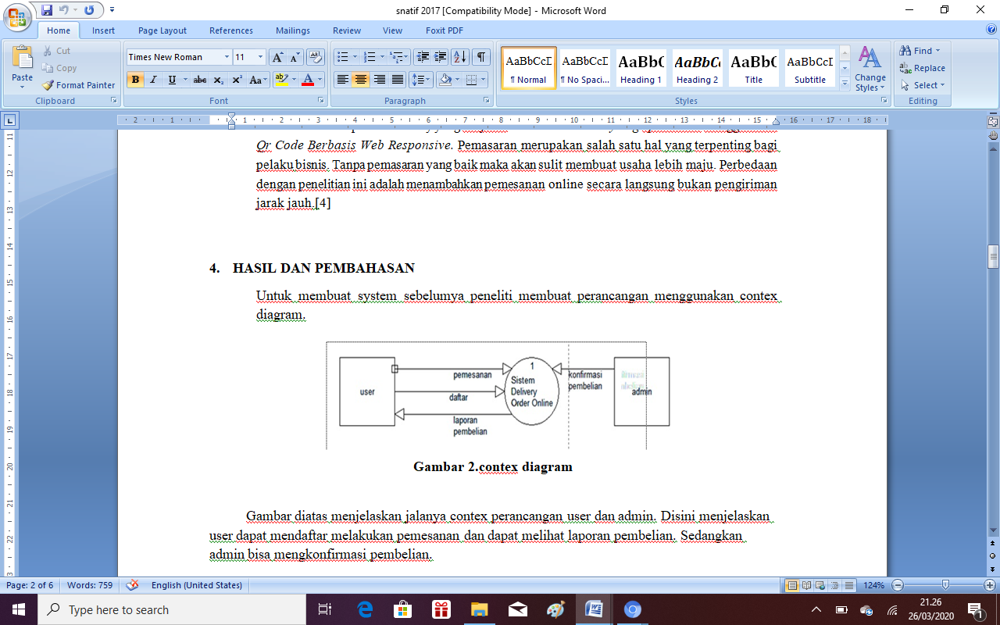 snatif 2017 [Compatibility Mode] - Microsoft Word
Home Insert Page Layout References Mailings Review View Foxit PDF
Paste
Cut
Copy
Format Painter
Clipboard
Times New Roman 11
Font
Paragraph
AaBbCcI AaBbCcI AaBb( AaBbCc AaBb( AaBbCcI
¶ Normal ¶ No Spaci... Heading 1 Heading 2 Title Subtitle
Styles
Change Styles
Find
Replace
Select
Editing
Qr Code Berbasis Web Responsive. Pemasaran merupakan salah satu hal yang terpenting bagi
pelaku bisnis. Tanpa pemasaran yang baik maka akan sulit membuat usaha lebih maju. Perbedaan
dengan penelitian ini adalah menambahkan pemesanan online secara langsung bukan pengiriman
jarak jauh.[4]
4. HASIL DAN PEMBAHASAN
Untuk membuat system sebelumya peneliti membuat perancangan menggunakan contex
diagram.
user
pemesanan
daftar
laporan
pembelian
1
Sistem
Delivery
Order Online
konfirmasi
pembelian
admin
Gambar 2.contex diagram
Gambar diatas menjelaskan jalanya contex perancangan user dan admin. Disini menjelaskan
user dapat mendaftar melakukan pemesanan dan dapat melihat laporan pembelian. Sedangkan
admin bisa mengkonfirmasi pembelian.
Page: 2 of 6 Words: 759 English (United States) 124%
Type here to search
21.26
26/03/2020